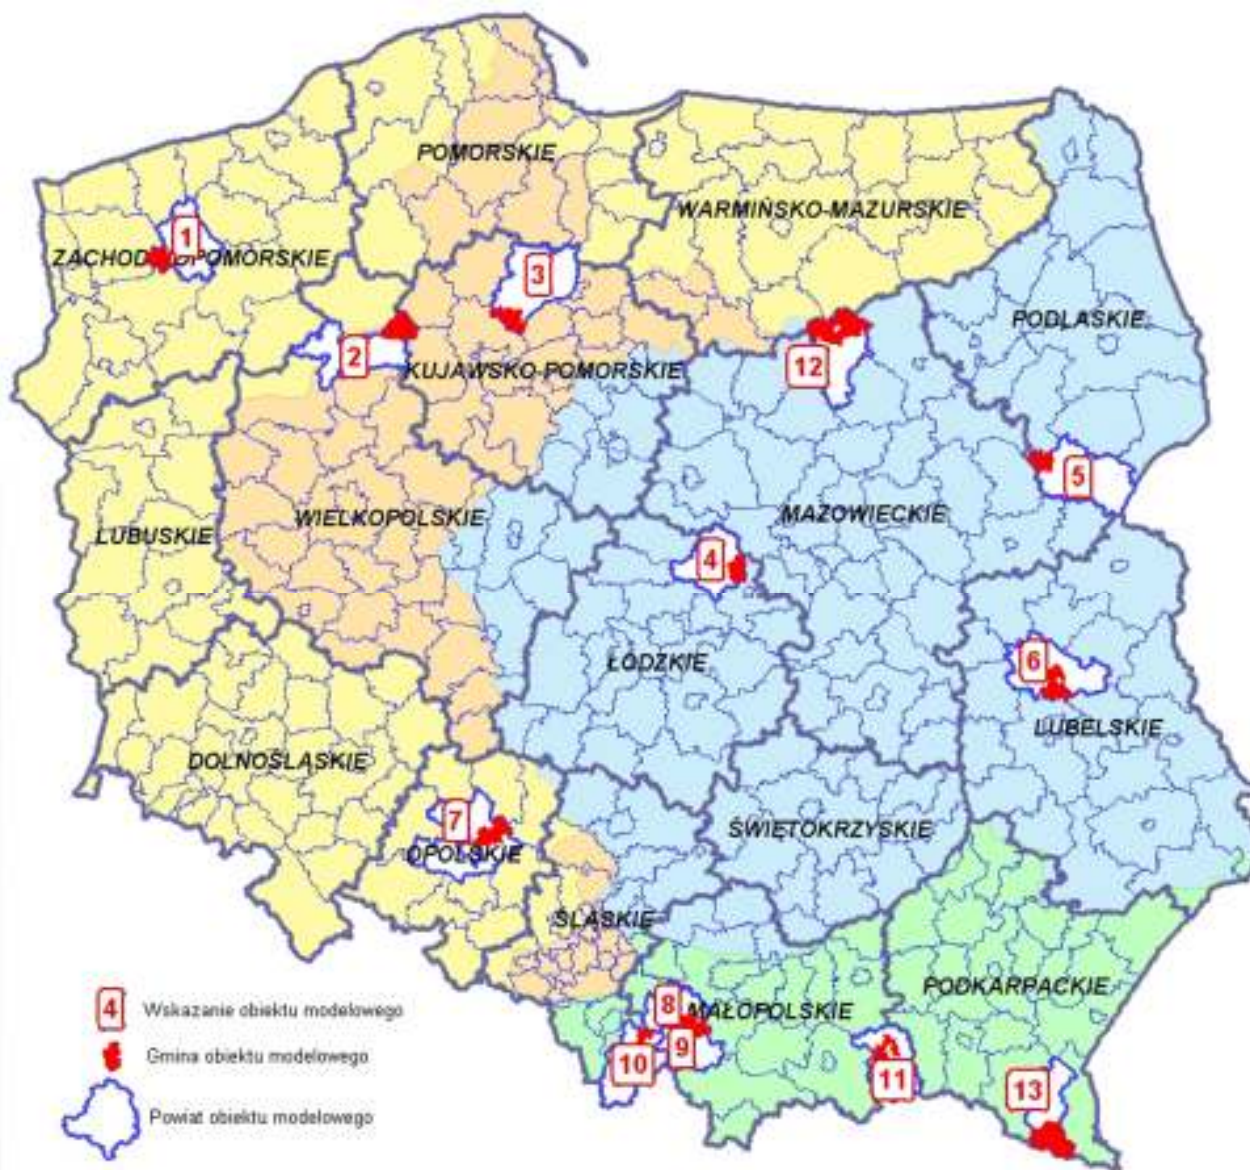 POMORSKIE
WARMIŃSKO-MAZURSKIE
1
ZACHODNIOPOMORSKIE
3
PODLASKIE
2
KUJAWSKO-POMORSKIE
12
5
WIELKOPOLSKIE
MAZOWIECKIE
LUBUSKIE
4
6
ŁÓDZKIE
LUBELSKIE
DOLNOŚLĄSKIE
7
ŚWIĘTOKRZYSKIE
OPOLSKIE
ŚLĄSKIE
PODKARPACKIE
8
MAŁOPOLSKIE
9
10
11
13
4 Wskazanie obiektu modelowego
Gmina obiektu modelowego
Powiat obiektu modelowego